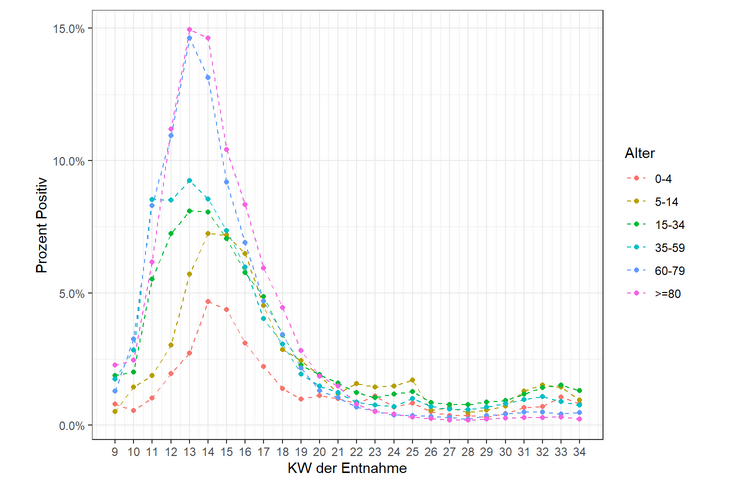 15.0%
10.0%
5.0%
0.0%
Prozent Positiv
9 10 11 12 13 14 15 16 17 18 19 20 21 22 23 24 25 26 27 28 29 30 31 32 33 34
KW der Entnahme
Alter
0-4
5-14
15-34
35-59
60-79
>=80